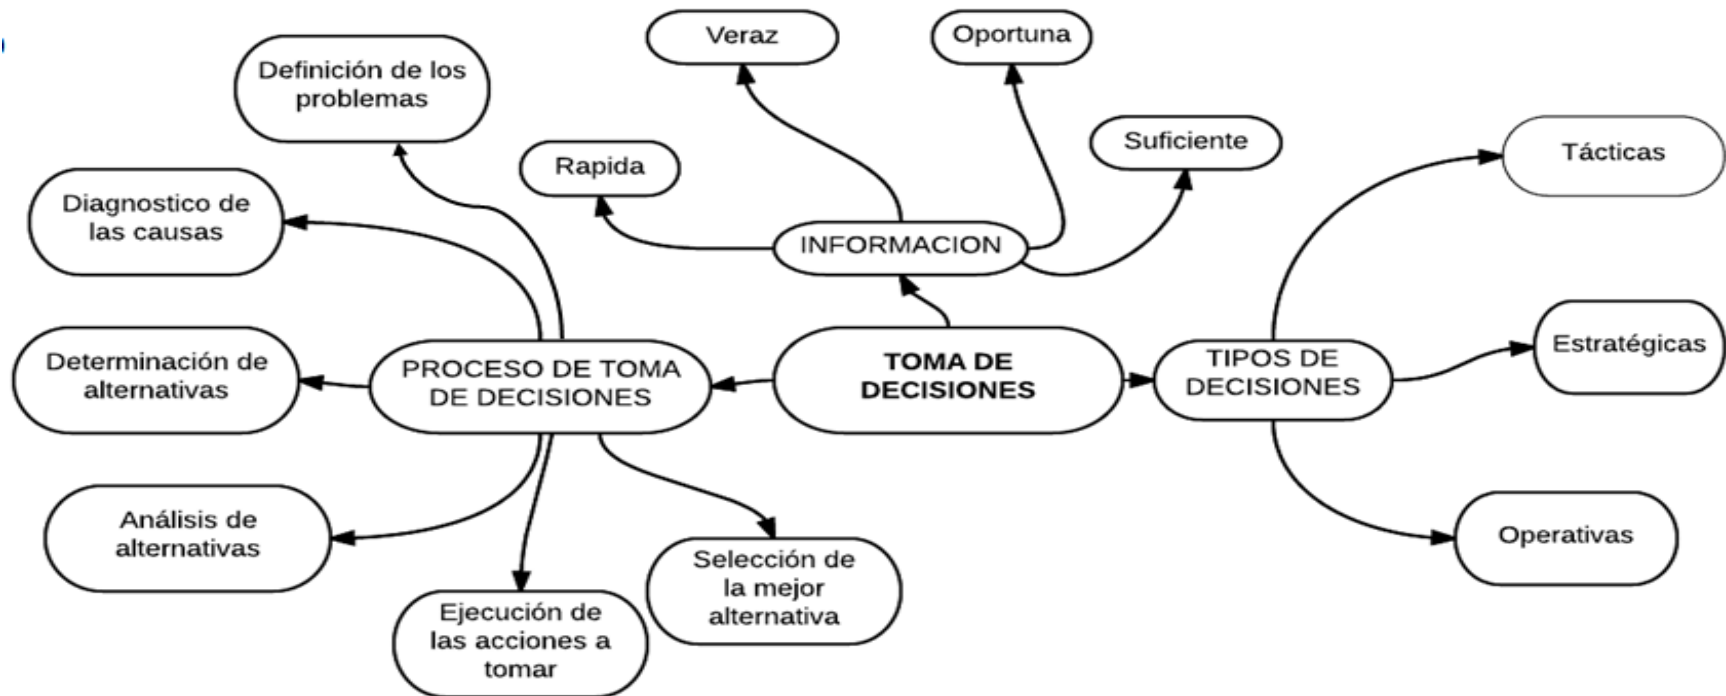 Veraz
Oportuna
Definición de los
problemas
Suficiente
Rapida
Tácticas
Diagnostico de
las causas
INFORMACION
Determinación de
alternativas
PROCESO DE TOMA
DE DECISIONES
TOMA DE
DECISIONES
TIPOS DE
DECISIONES
Estratégicas
Análisis de
alternativas
Ejecución de
las acciones a
tomar
Selección de
la mejor
alternativa
Operativas